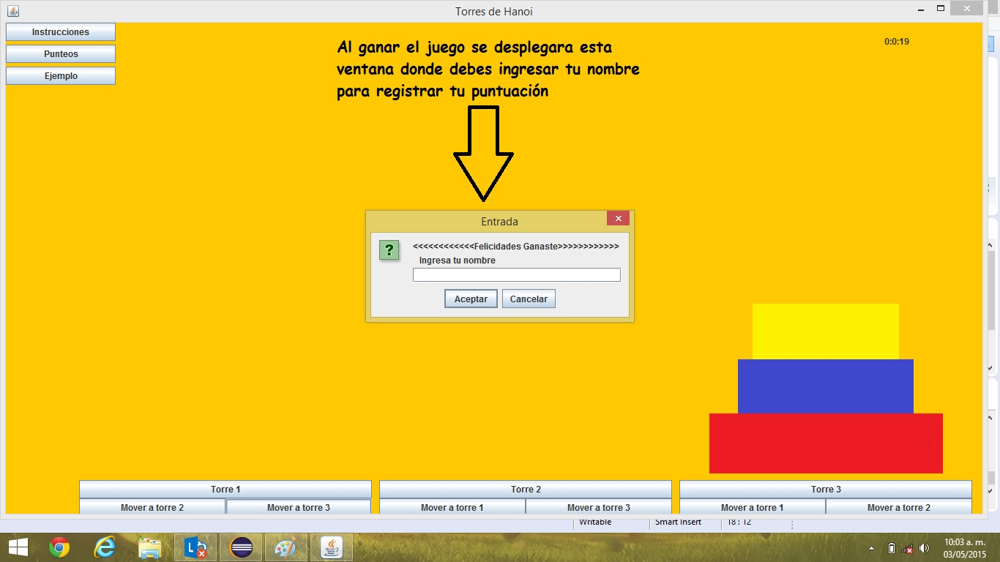 Torres de Hanoi
Instrucciones
Punteos
Ejemplo
Al ganar el juego se desplegara esta
ventana donde debes ingresar tu nombre
para registrar tu puntuación
0:0:19
Entrada
?
<<<<<<<<<<<<Felicidades Ganaste>>>>>>>>>>>>
Ingresa tu nombre
Aceptar Cancelar
Torre 1 Torre 2 Torre 3
Mover a torre 2 Mover a torre 3 Mover a torre 1 Mover a torre 3 Mover a torre 1 Mover a torre 2
Writable Smart Insert 18 : 12
10:03 a. m.
03/05/2015